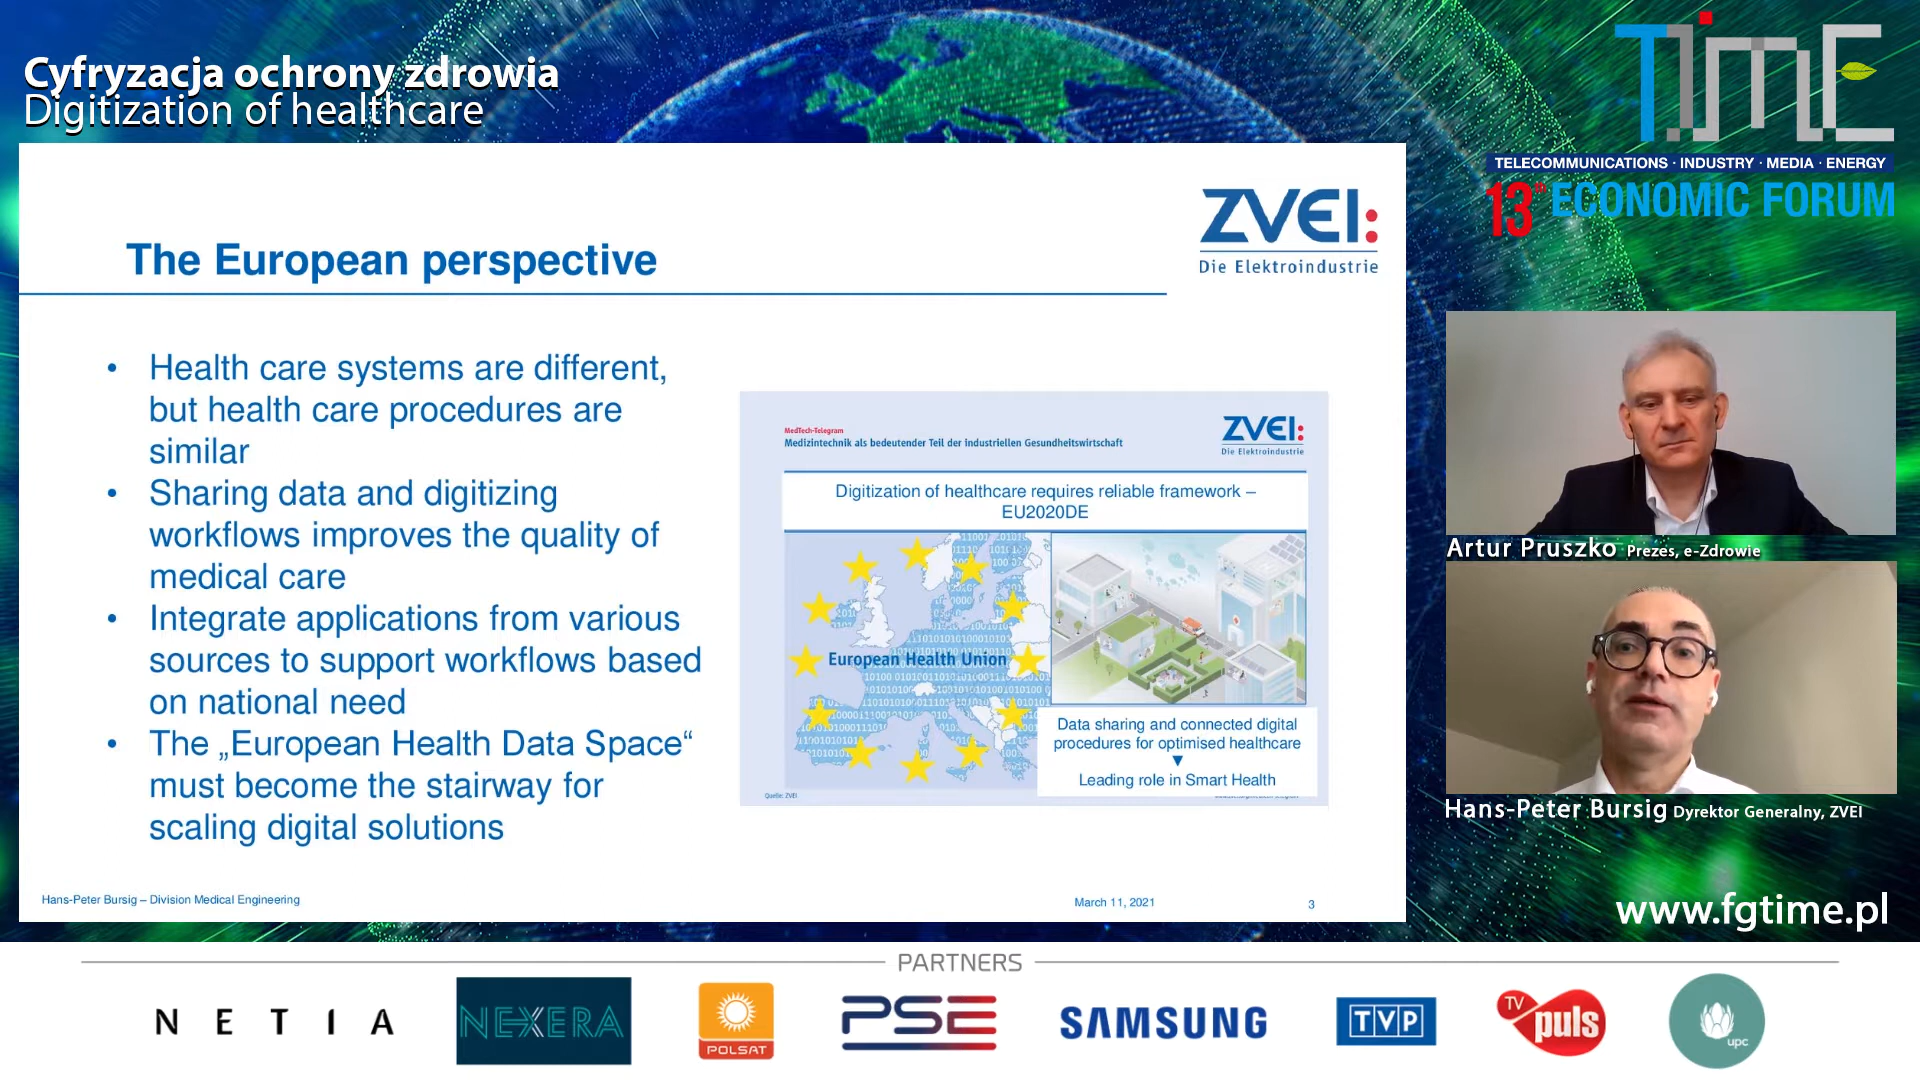 Cyfryzacja ochrony zdrowia
Digitization of healthcare
TIME
TELECOMMUNICATIONS · INDUSTRY · MEDIA · ENERGY
13th ECONOMIC FORUM
ZVEI:
Die Elektroindustrie
The European perspective
• Health care systems are different,
but health care procedures are
similar
• Sharing data and digitizing
workflows improves the quality of
medical care
• Integrate applications from various
sources to support workflows based
on national need
• The „European Health Data Space“
must become the stairway for
scaling digital solutions
MedTech-Telegram
Medizintechnik als bedeutender Teil der industriellen Gesundheitswirtschaft
ZVEI:
Die Elektroindustrie
Digitization of healthcare requires reliable framework –
EU2020DE
European Health Union
Data sharing and connected digital
procedures for optimised healthcare
▼
Leading role in Smart Health
Quelle: ZVEI
Hans-Peter Bursig – Division Medical Engineering
March 11, 2021
3
Artur Pruszko Prezes, e-Zdrowie
Hans-Peter Bursig Dyrektor Generalny, ZVEI
www.fgtime.pl
PARTNERS
NETIA
NEXERA
POLSAT
PSE
SAMSUNG
TVP
TV puls
upc